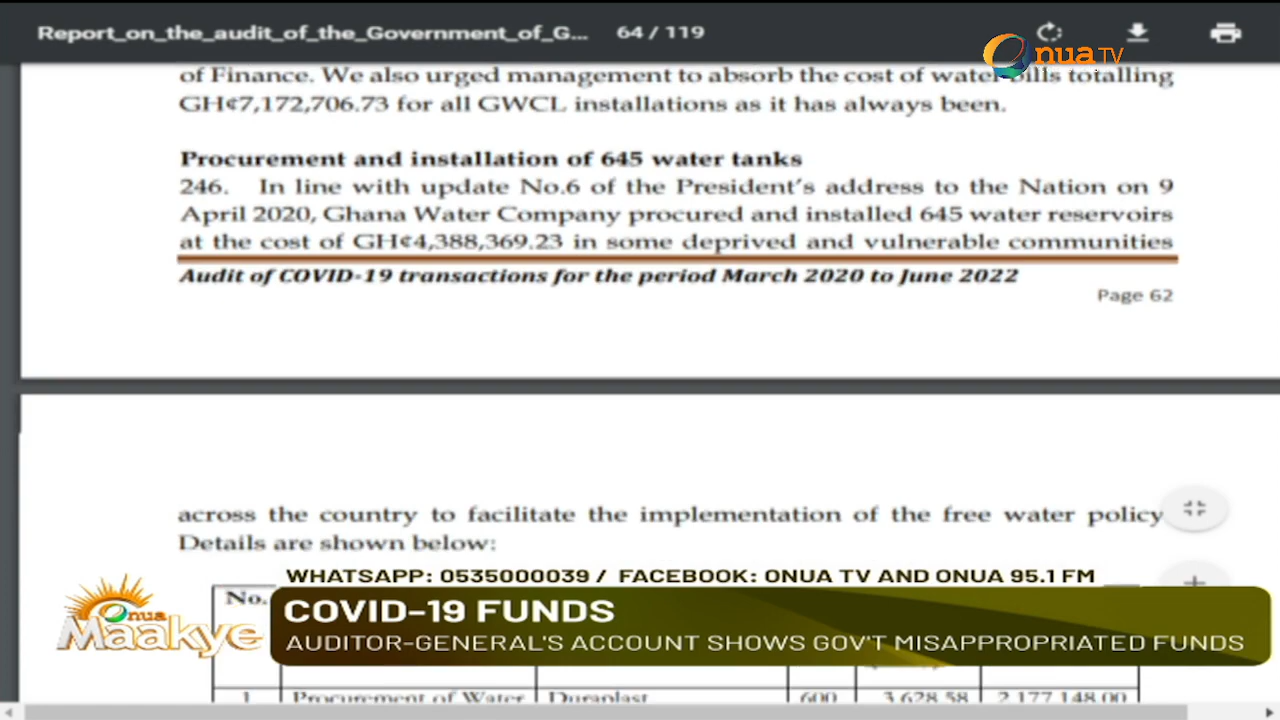 Report_on_the_audit_of_the_Government_of_G... 64 / 119
Onua TV
of Finance. We also urged management to absorb the cost of water bills totalling
GH¢7,172,706.73 for all GWCL installations as it has always been.
Procurement and installation of 645 water tanks
246. In line with update No.6 of the President's address to the Nation on 9
April 2020, Ghana Water Company procured and installed 645 water reservoirs
at the cost of GH¢4,388,369.23 in some deprived and vulnerable communities
Audit of COVID-19 transactions for the period March 2020 to June 2022
Page 62
across the country to facilitate the implementation of the free water policy
Details are shown below:
WHATSAPP: 0535000039 / FACEBOOK: ONUA TV AND ONUA 95.1 FM
No.
Onua
Maakye
COVID-19 FUNDS
AUDITOR-GENERAL'S ACCOUNT SHOWS GOV'T MISAPPROPRIATED FUNDS
1 Procurement of Water Duraplast 600 3,628.58 2,177,148.00